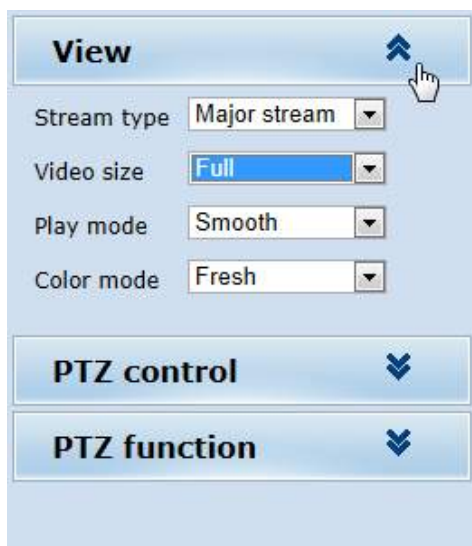 View
Stream type Major stream
Video size Full
Play mode Smooth
Color mode Fresh
PTZ control
PTZ function